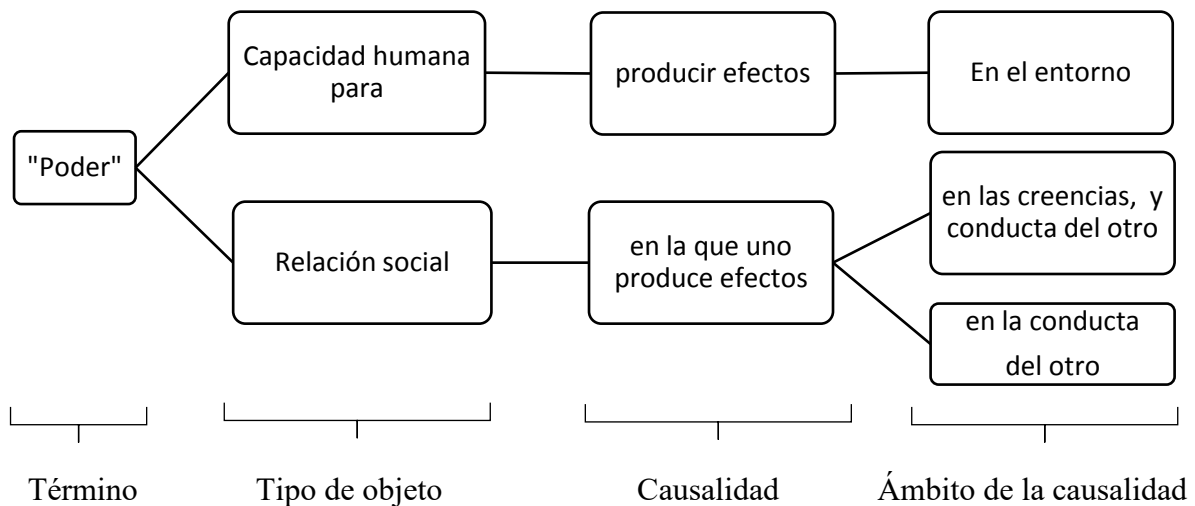 "Poder"
Capacidad humana
para
producir efectos
En el entorno
Relación social
en la que uno
produce efectos
en las creencias,  y
conducta del otro
en la conducta
del otro
Término
Tipo de objeto
Causalidad
Ámbito de la causalidad